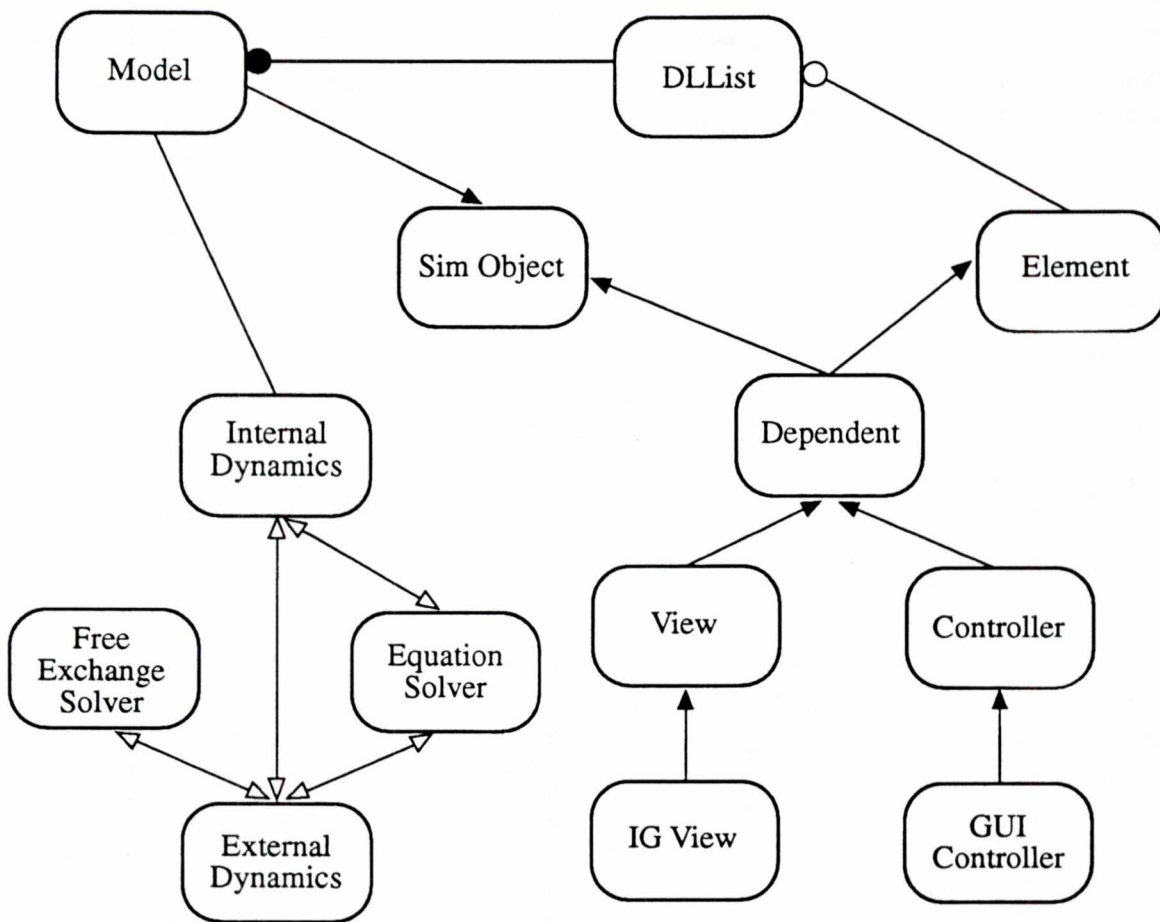 Model
DLList
Sim Object
Element
Internal
Dynamics
Dependent
Free
Exchange
Solver
Equation
Solver
View
Controller
External
Dynamics
IG View
GUI
Controller